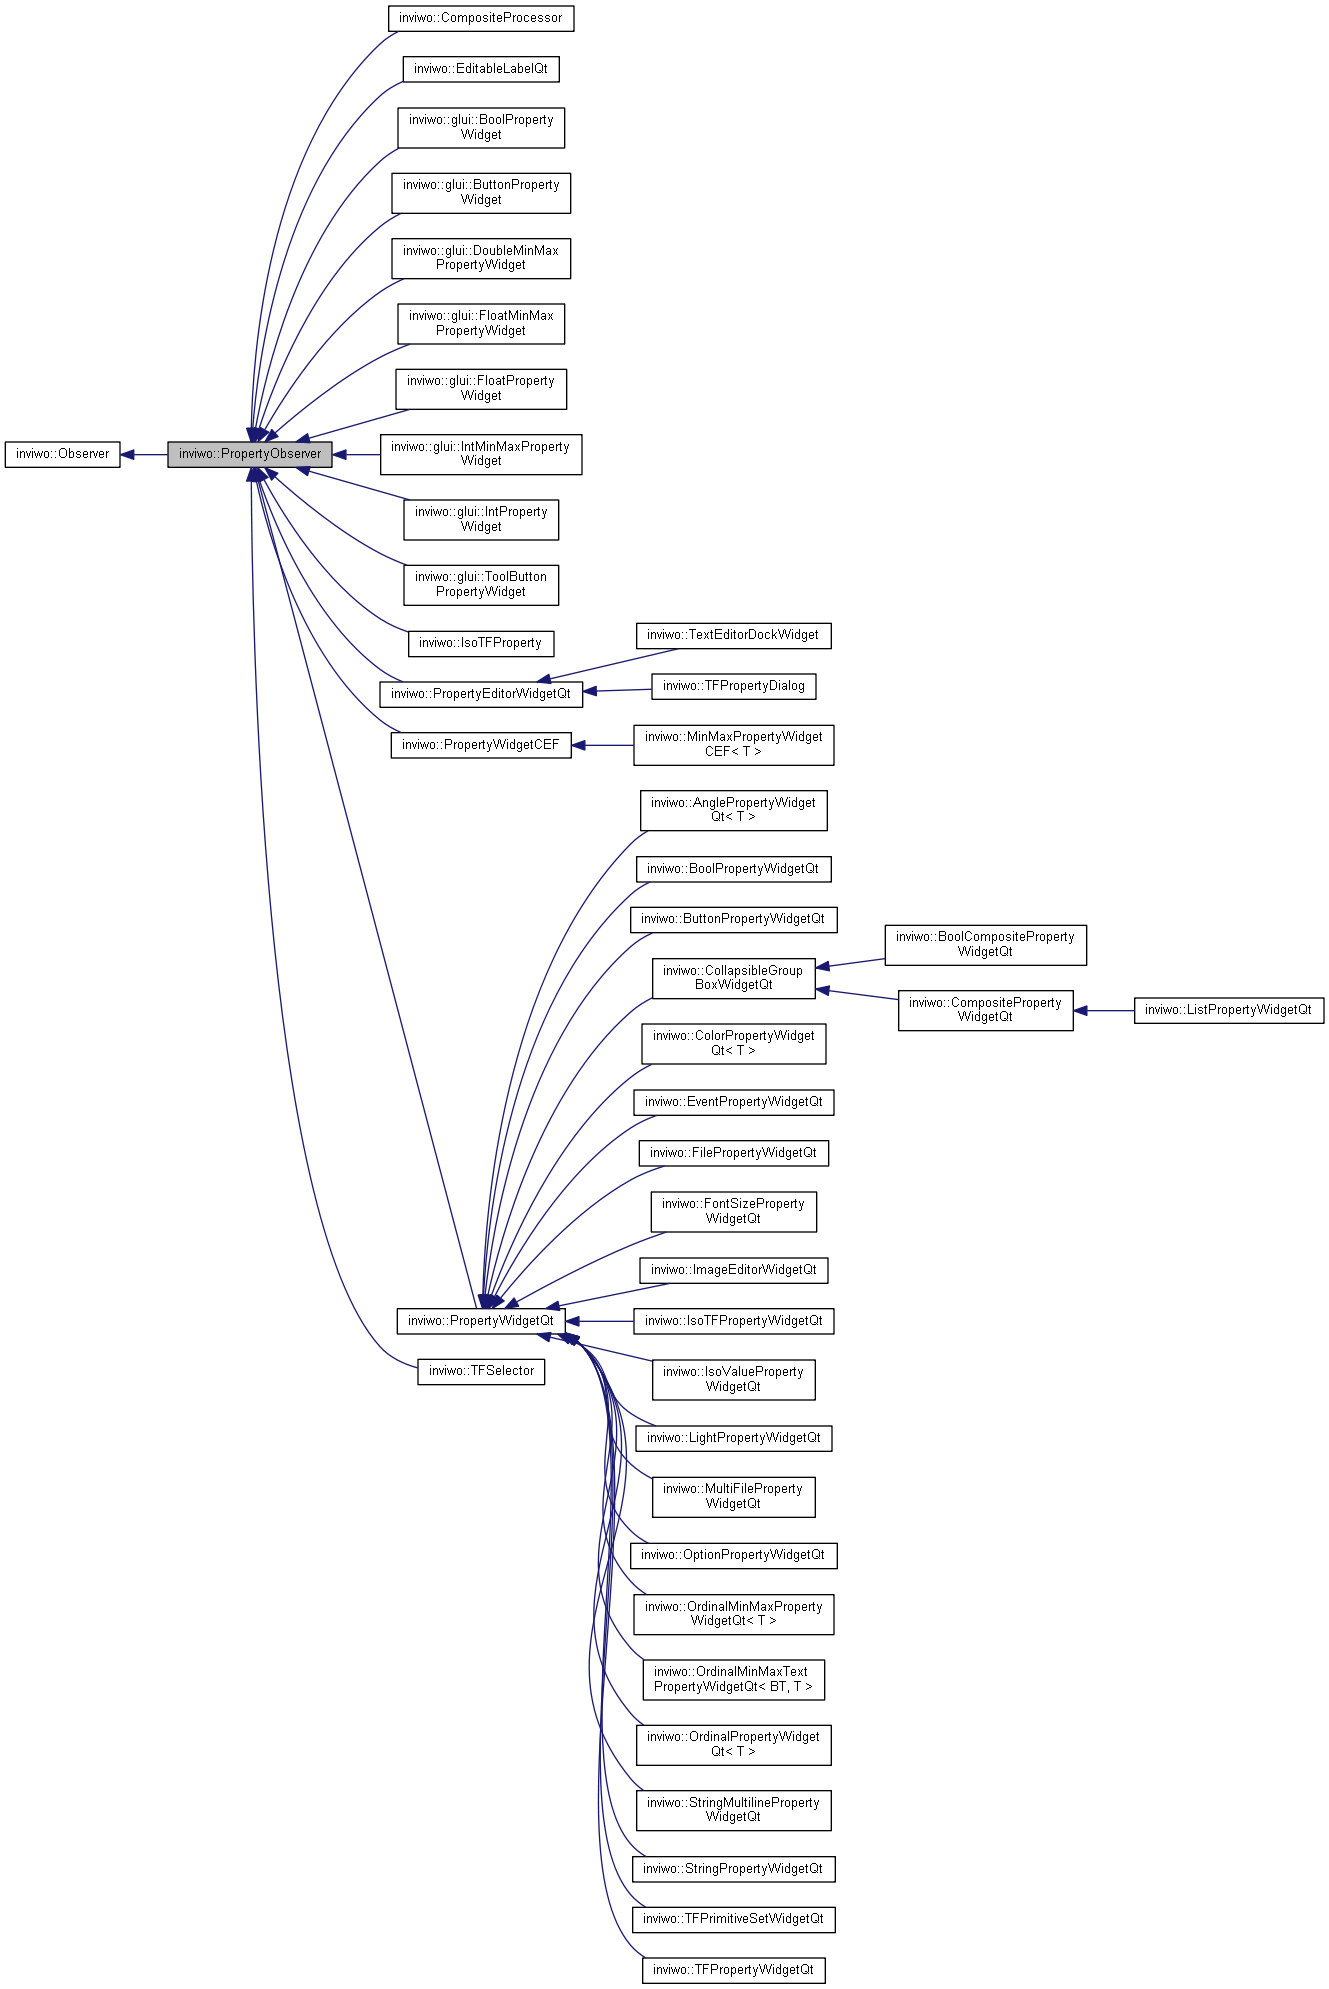 inviwo::CompositeProcessor
inviwo::EditableLabelQt
inviwo::glui::BoolProperty
Widget
inviwo::glui::ButtonProperty
Widget
inviwo::glui::DoubleMinMax
PropertyWidget
inviwo::glui::FloatMinMax
PropertyWidget
inviwo::glui::FloatProperty
Widget
inviwo::Observer
inviwo::PropertyObserver
inviwo::glui::IntMinMaxProperty
Widget
inviwo::glui::IntProperty
Widget
inviwo::glui::ToolButton
PropertyWidget
inviwo::IsoTFProperty
inviwo::PropertyEditorWidgetQt
inviwo::TextEditorDockWidget
inviwo::TFPropertyDialog
inviwo::PropertyWidgetCEF
inviwo::MinMaxPropertyWidget
CEF< T >
inviwo::AnglePropertyWidget
Qt< T >
inviwo::BoolPropertyWidgetQt
inviwo::ButtonPropertyWidgetQt
inviwo::CollapsibleGroup
BoxWidgetQt
inviwo::BoolCompositeProperty
WidgetQt
inviwo::CompositeProperty
WidgetQt
inviwo::ListPropertyWidgetQt
inviwo::ColorPropertyWidget
Qt< T >
inviwo::EventPropertyWidgetQt
inviwo::FilePropertyWidgetQt
inviwo::FontSizeProperty
WidgetQt
inviwo::ImageEditorWidgetQt
inviwo::PropertyWidgetQt
inviwo::IsoTFPropertyWidgetQt
inviwo::TFSelector
inviwo::IsoValueProperty
WidgetQt
inviwo::LightPropertyWidgetQt
inviwo::MultiFileProperty
WidgetQt
inviwo::OptionPropertyWidgetQt
inviwo::OrdinalMinMaxProperty
WidgetQt< T >
inviwo::OrdinalMinMaxText
PropertyWidgetQt< BT, T >
inviwo::OrdinalPropertyWidget
Qt< T >
inviwo::StringMultilineProperty
WidgetQt
inviwo::StringPropertyWidgetQt
inviwo::TFPrimitiveSetWidgetQt
inviwo::TFPropertyWidgetQt